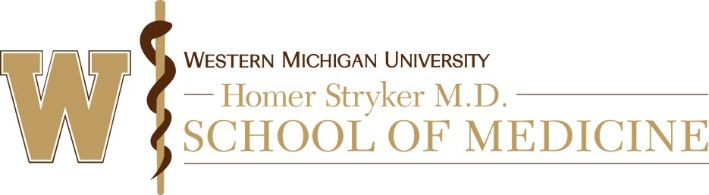 W
WESTERN MICHIGAN UNIVERSITY
Homer Stryker M.D.
SCHOOL OF MEDICINE